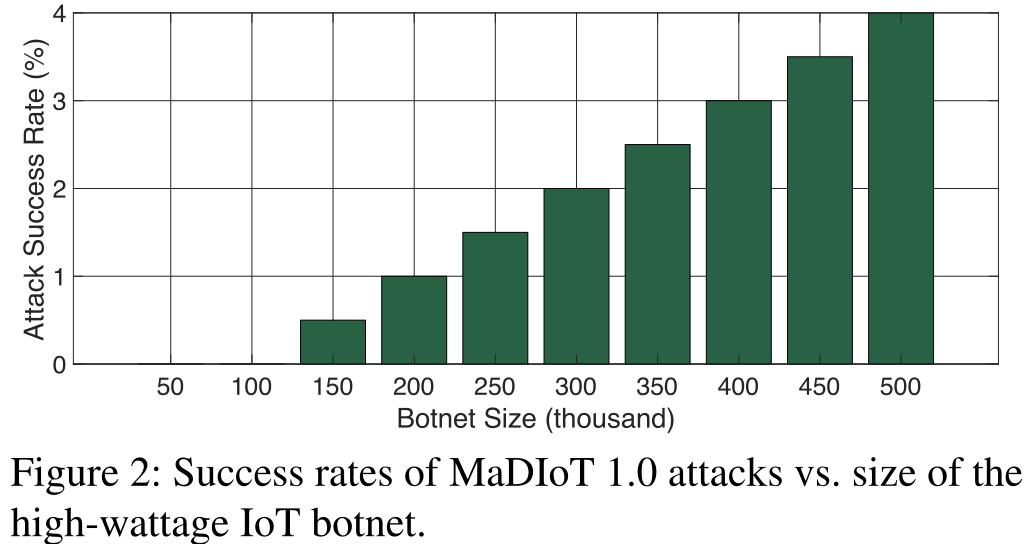 4
3
2
1
0
Attack Success Rate (%)
50 100 150 200 250 300 350 400 450 500
Botnet Size (thousand)
Figure 2: Success rates of MaDIoT 1.0 attacks vs. size of the
high-wattage IoT botnet.